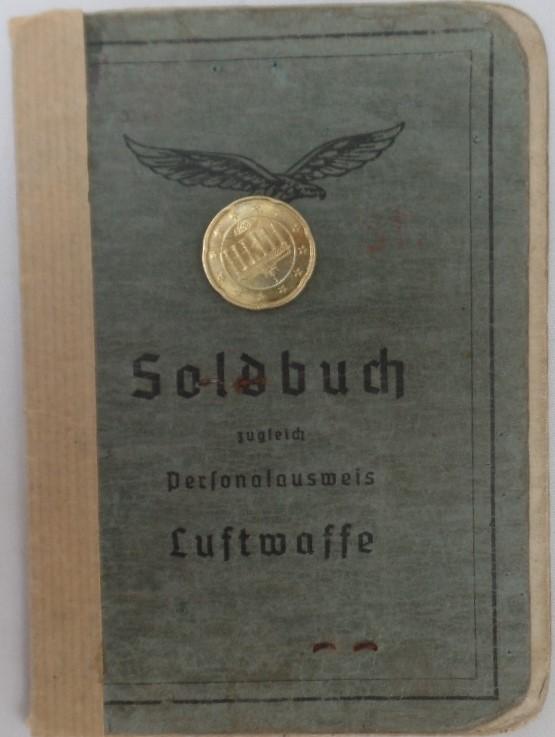 Soldbuch
zugleich
Personalausweis
Luftwaffe